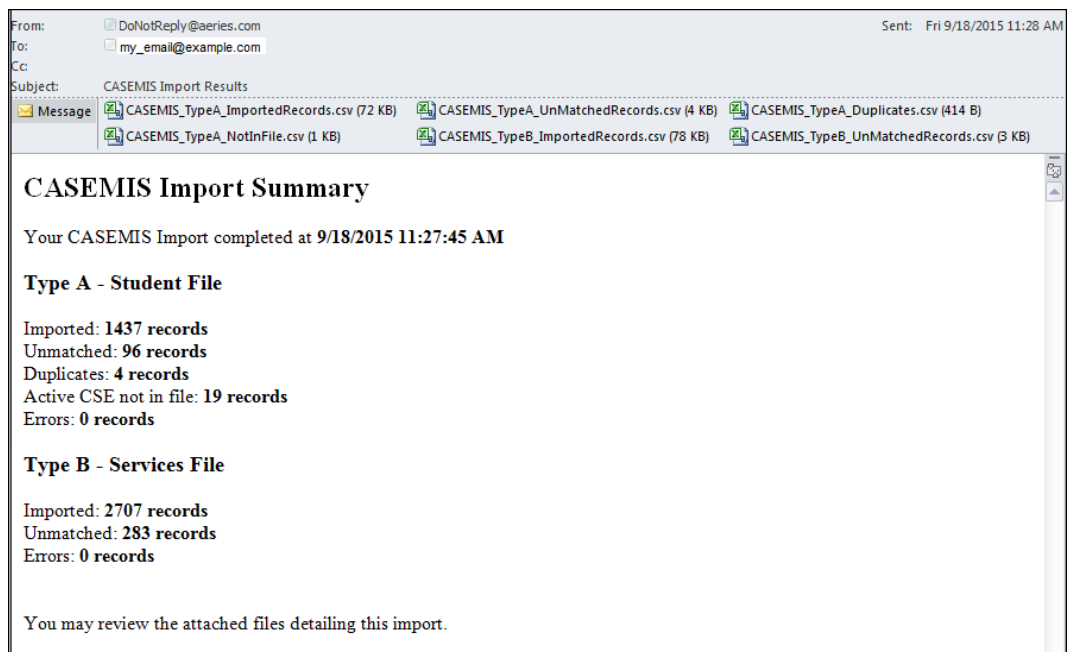 From: DoNotReply@aeries.com Sent: Fri 9/18/2015 11:28 AM
To: my_email@example.com
Cc:
Subject: CASEMIS Import Results
Message CASEMIS_TypeA_ImportedRecords.csv (72 KB) CASEMIS_TypeA_UnMatchedRecords.csv (4 KB) CASEMIS_TypeA_Duplicates.csv (414 B)
CASEMIS_TypeA_NotInFile.csv (1 KB) CASEMIS_TypeB_ImportedRecords.csv (78 KB) CASEMIS_TypeB_UnMatchedRecords.csv (3 KB)
CASEMIS Import Summary
Your CASEMIS Import completed at 9/18/2015 11:27:45 AM
Type A - Student File
Imported: 1437 records
Unmatched: 96 records
Duplicates: 4 records
Active CSE not in file: 19 records
Errors: 0 records
Type B - Services File
Imported: 2707 records
Unmatched: 283 records
Errors: 0 records
You may review the attached files detailing this import.